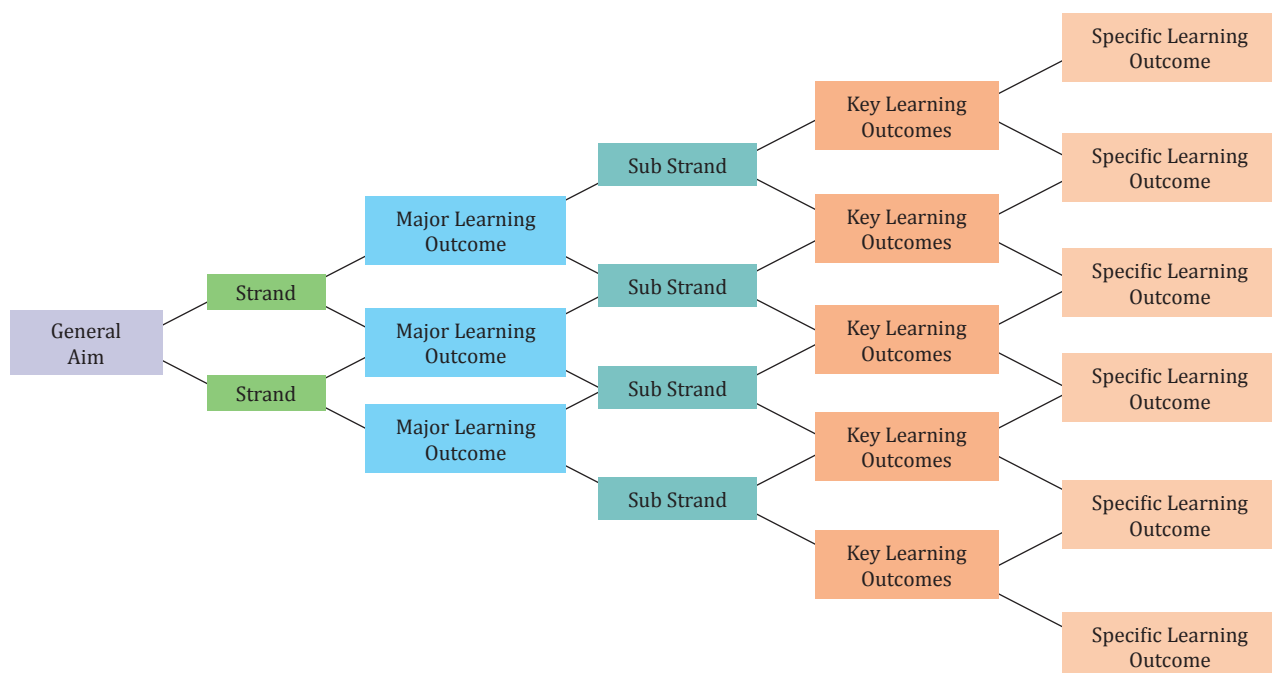 General
Aim
Strand
Strand
Major Learning
Outcome
Major Learning
Outcome
Major Learning
Outcome
Sub Strand
Sub Strand
Sub Strand
Sub Strand
Key Learning
Outcomes
Key Learning
Outcomes
Key Learning
Outcomes
Key Learning
Outcomes
Key Learning
Outcomes
Specific Learning
Outcome
Specific Learning
Outcome
Specific Learning
Outcome
Specific Learning
Outcome
Specific Learning
Outcome
Specific Learning
Outcome